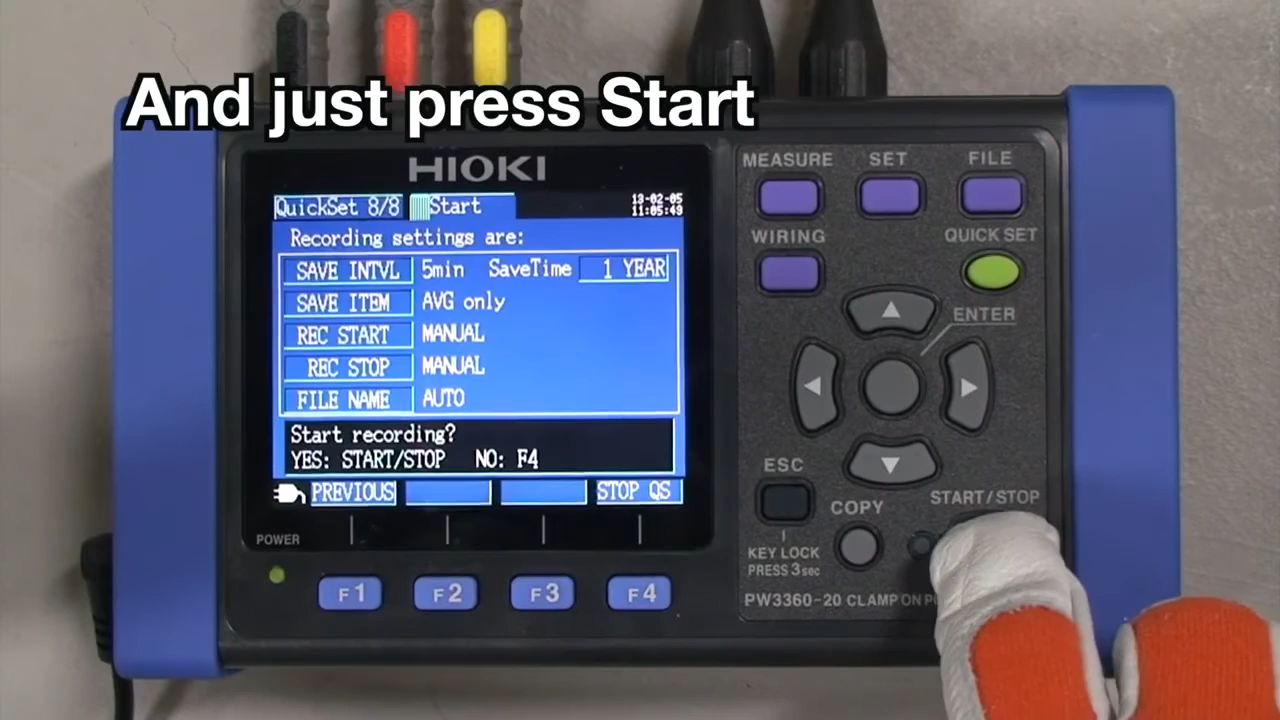 And just press Start
HIOKI
QuickSet 8/8 Start 13-02-05
11:05:49
Recording settings are:
SAVE INTVL 5min SaveTime 1 YEAR
SAVE ITEM AVG only
REC START MANUAL
REC STOP MANUAL
FILE NAME AUTO
Start recording?
YES: START/STOP NO: F4
PREVIOUS STOP QS
POWER
F1 F2 F3 F4
MEASURE SET FILE
WIRING QUICK SET
ENTER
ESC
COPY START/STOP
KEY LOCK
PRESS 3sec
PW3360-20 CLAMP ON